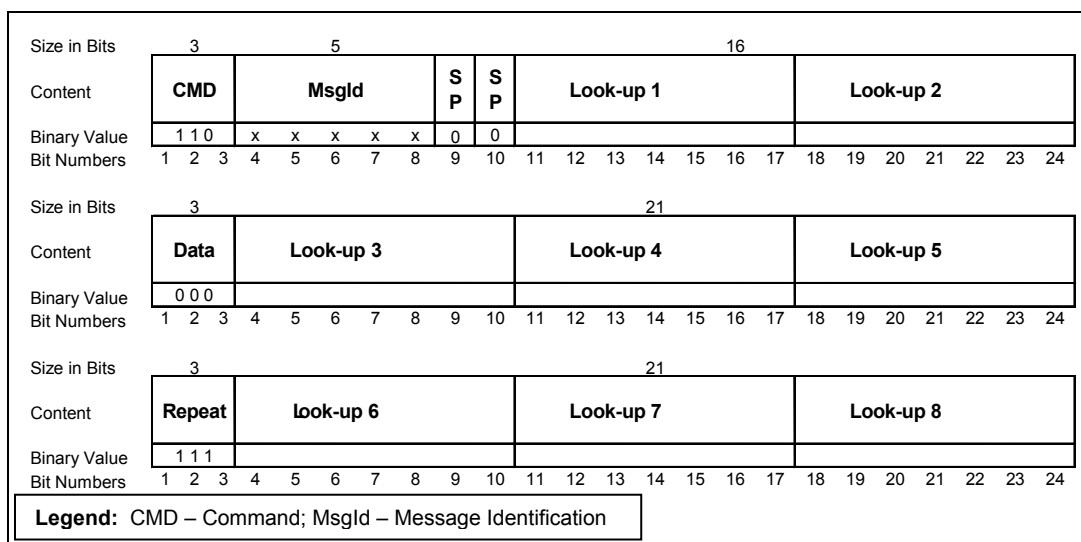 Size in Bits 3 5 16
Content CMD MsgId S P S P Look-up 1 Look-up 2
Binary Value 1 1 0 x x x x x 0 0
Bit Numbers 1 2 3 4 5 6 7 8 9 10 11 12 13 14 15 16 17 18 19 20 21 22 23 24
Size in Bits 3 21
Content Data Look-up 3 Look-up 4 Look-up 5
Binary Value 0 0 0
Bit Numbers 1 2 3 4 5 6 7 8 9 10 11 12 13 14 15 16 17 18 19 20 21 22 23 24
Size in Bits 3 21
Content Repeat Look-up 6 Look-up 7 Look-up 8
Binary Value 1 1 1
Bit Numbers 1 2 3 4 5 6 7 8 9 10 11 12 13 14 15 16 17 18 19 20 21 22 23 24
Legend: CMD – Command; MsgId – Message Identification